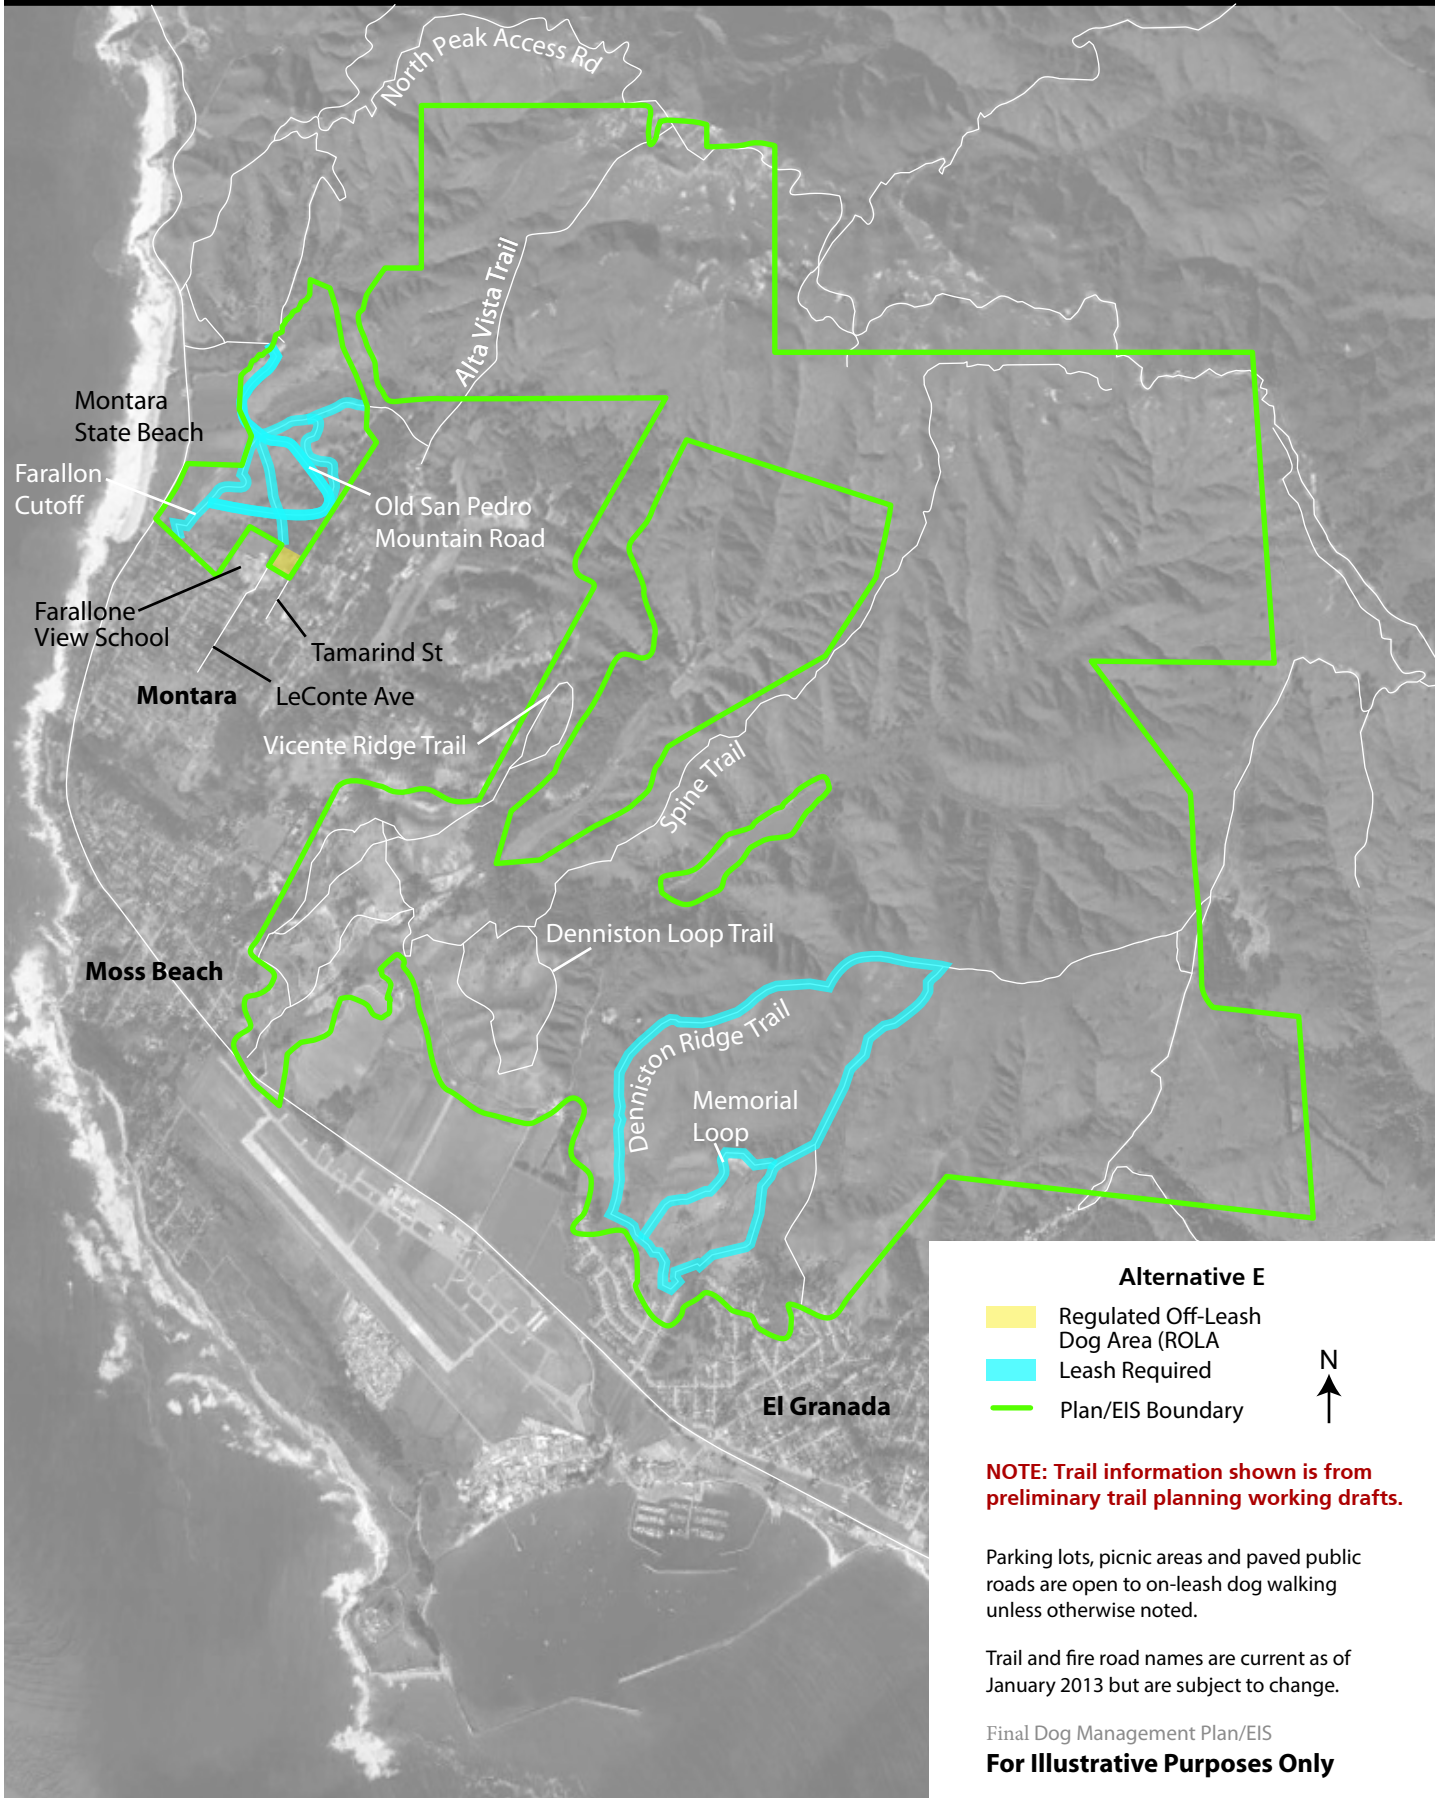 North Peak Access Rd
Alta Vista Trail
Montara
State Beach
Farallon
Cutoff
Old San Pedro
Mountain Road
Farallone
View School
Tamarind St
Montara
LeConte Ave
Vicente Ridge Trail
Spine Trail
Denniston Loop Trail
Moss Beach
Denniston Ridge Trail
Memorial
Loop
El Granada
Alternative E
Regulated Off-Leash
Dog Area (ROLA
Leash Required
Plan/EIS Boundary
N
NOTE: Trail information shown is from
preliminary trail planning working drafts.
Parking lots, picnic areas and paved public
roads are open to on-leash dog walking
unless otherwise noted.
Trail and fire road names are current as of
January 2013 but are subject to change.
Final Dog Management Plan/EIS
For Illustrative Purposes Only